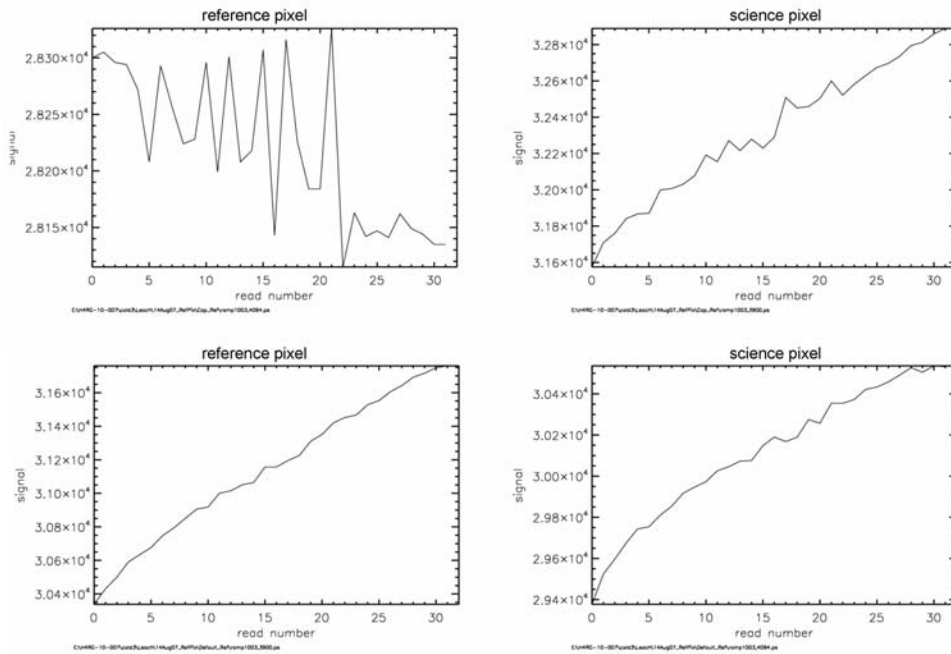 reference pixel
science pixel
2.830×10⁴
2.825×10⁴
2.820×10⁴
2.815×10⁴
signal
0 5 10 15 20 25 30
read number
3.28×10⁴
3.26×10⁴
3.24×10⁴
3.22×10⁴
3.20×10⁴
3.18×10⁴
3.16×10⁴
signal
0 5 10 15 20 25 30
read number
reference pixel
science pixel
3.16×10⁴
3.14×10⁴
3.12×10⁴
3.10×10⁴
3.08×10⁴
3.06×10⁴
3.04×10⁴
signal
0 5 10 15 20 25 30
read number
3.04×10⁴
3.02×10⁴
3.00×10⁴
2.98×10⁴
2.96×10⁴
2.94×10⁴
signal
0 5 10 15 20 25 30
read number